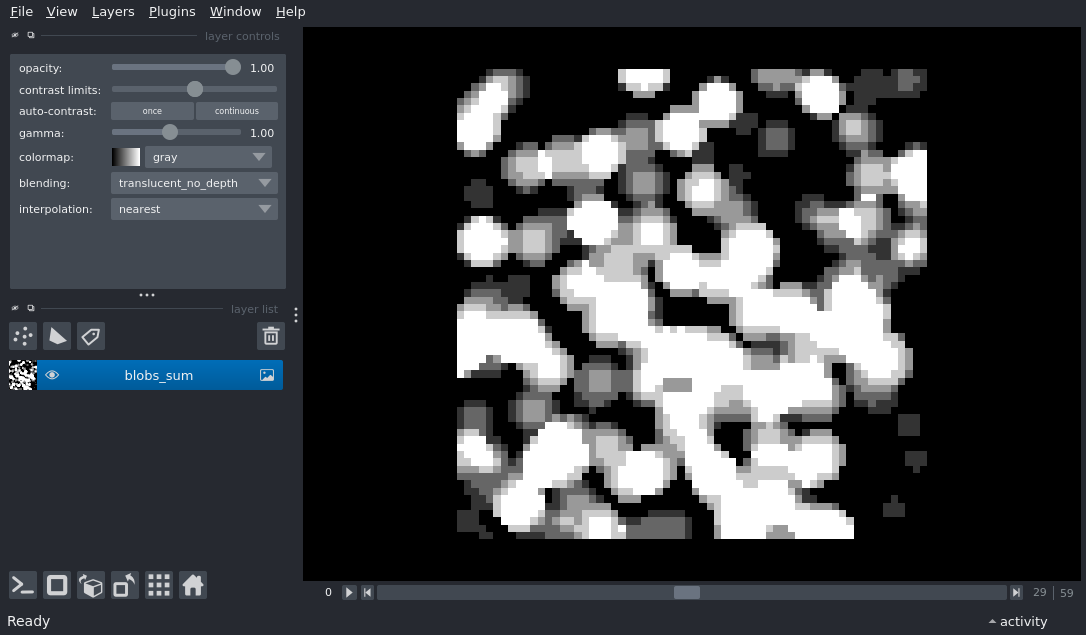 File View Layers Plugins Window Help
layer controls
opacity: 1.00
contrast limits:
auto-contrast: once continuous
gamma: 1.00
colormap: gray
blending: translucent_no_depth
interpolation: nearest
layer list
blobs_sum
0 29 59
Ready activity